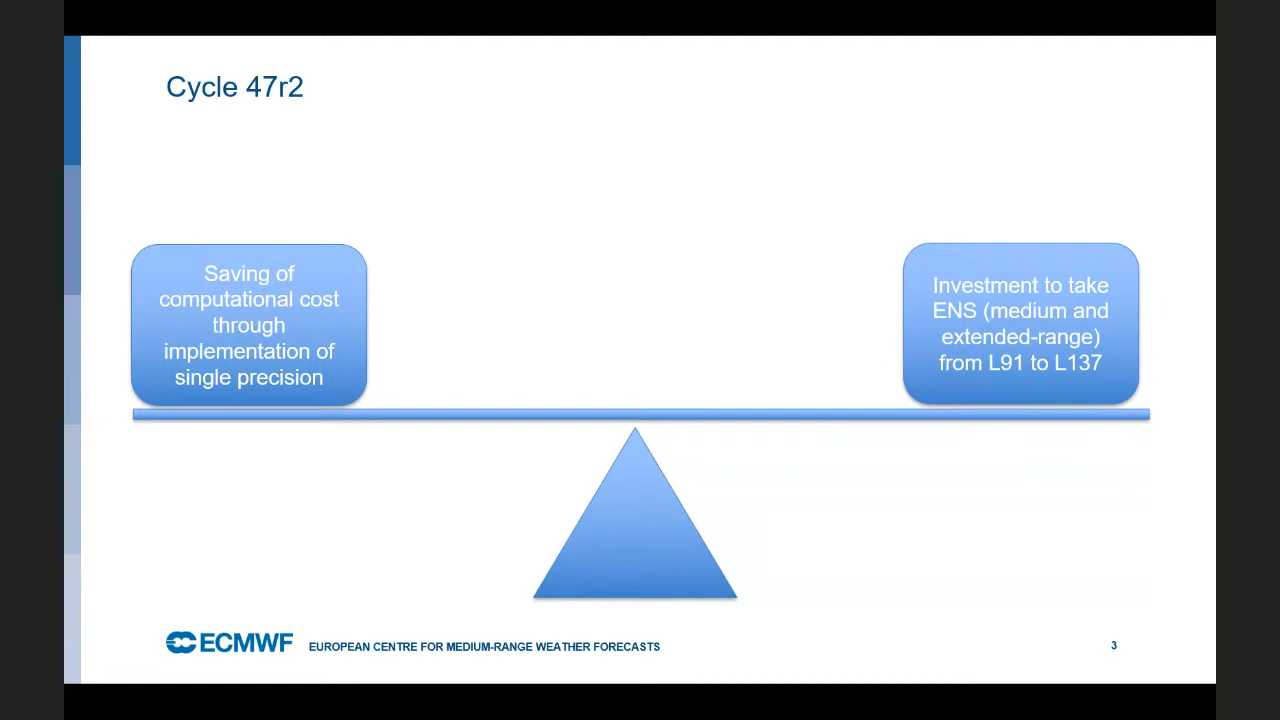 Cycle 47r2
Saving of
computational cost
through
implementation of
single precision
Investment to take
ENS (medium and
extended-range)
from L91 to L137
ECMWF
EUROPEAN CENTRE FOR MEDIUM-RANGE WEATHER FORECASTS
3